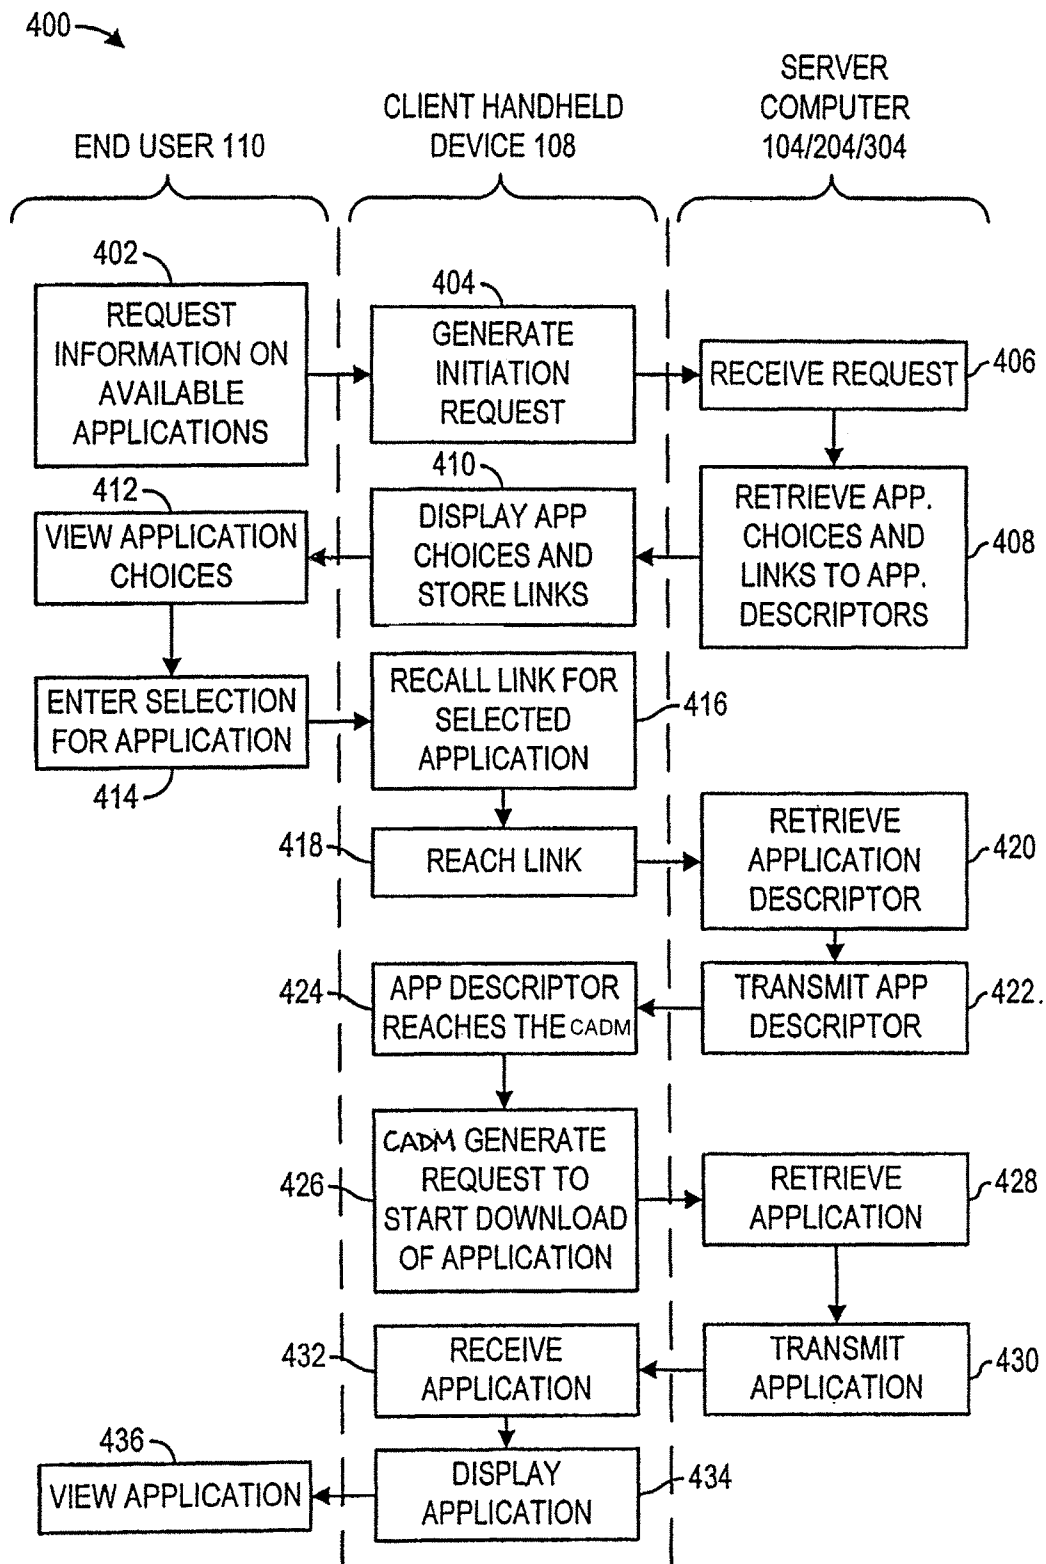 400
END USER 110
CLIENT HANDHELD
DEVICE 108
SERVER
COMPUTER
104/204/304
402
REQUEST
INFORMATION ON
AVAILABLE
APPLICATIONS
404
GENERATE
INITIATION
REQUEST
RECEIVE REQUEST
406
412
VIEW APPLICATION
CHOICES
410
DISPLAY APP
CHOICES AND
STORE LINKS
RETRIEVE APP.
CHOICES AND
LINKS TO APP.
DESCRIPTORS
408
ENTER SELECTION
FOR APPLICATION
414
RECALL LINK FOR
SELECTED
APPLICATION
416
418
REACH LINK
RETRIEVE
APPLICATION
DESCRIPTOR
420
424
APP DESCRIPTOR
REACHES THE CADM
TRANSMIT APP
DESCRIPTOR
422.
426
CADM GENERATE
REQUEST TO
START DOWNLOAD
OF APPLICATION
RETRIEVE
APPLICATION
428
432
RECEIVE
APPLICATION
TRANSMIT
APPLICATION
430
436
VIEW APPLICATION
DISPLAY
APPLICATION
434